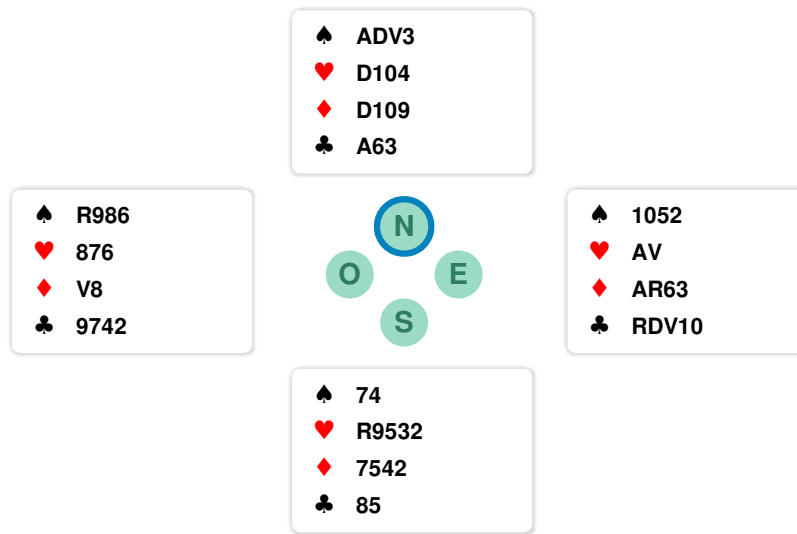 ♠ ADV3
♥ D104
♦ D109
♣ A63
♠ R986
♥ 876
♦ V8
♣ 9742
N
O
E
S
♠ 1052
♥ AV
♦ AR63
♣ RDV10
♠ 74
♥ R9532
♦ 7542
♣ 85